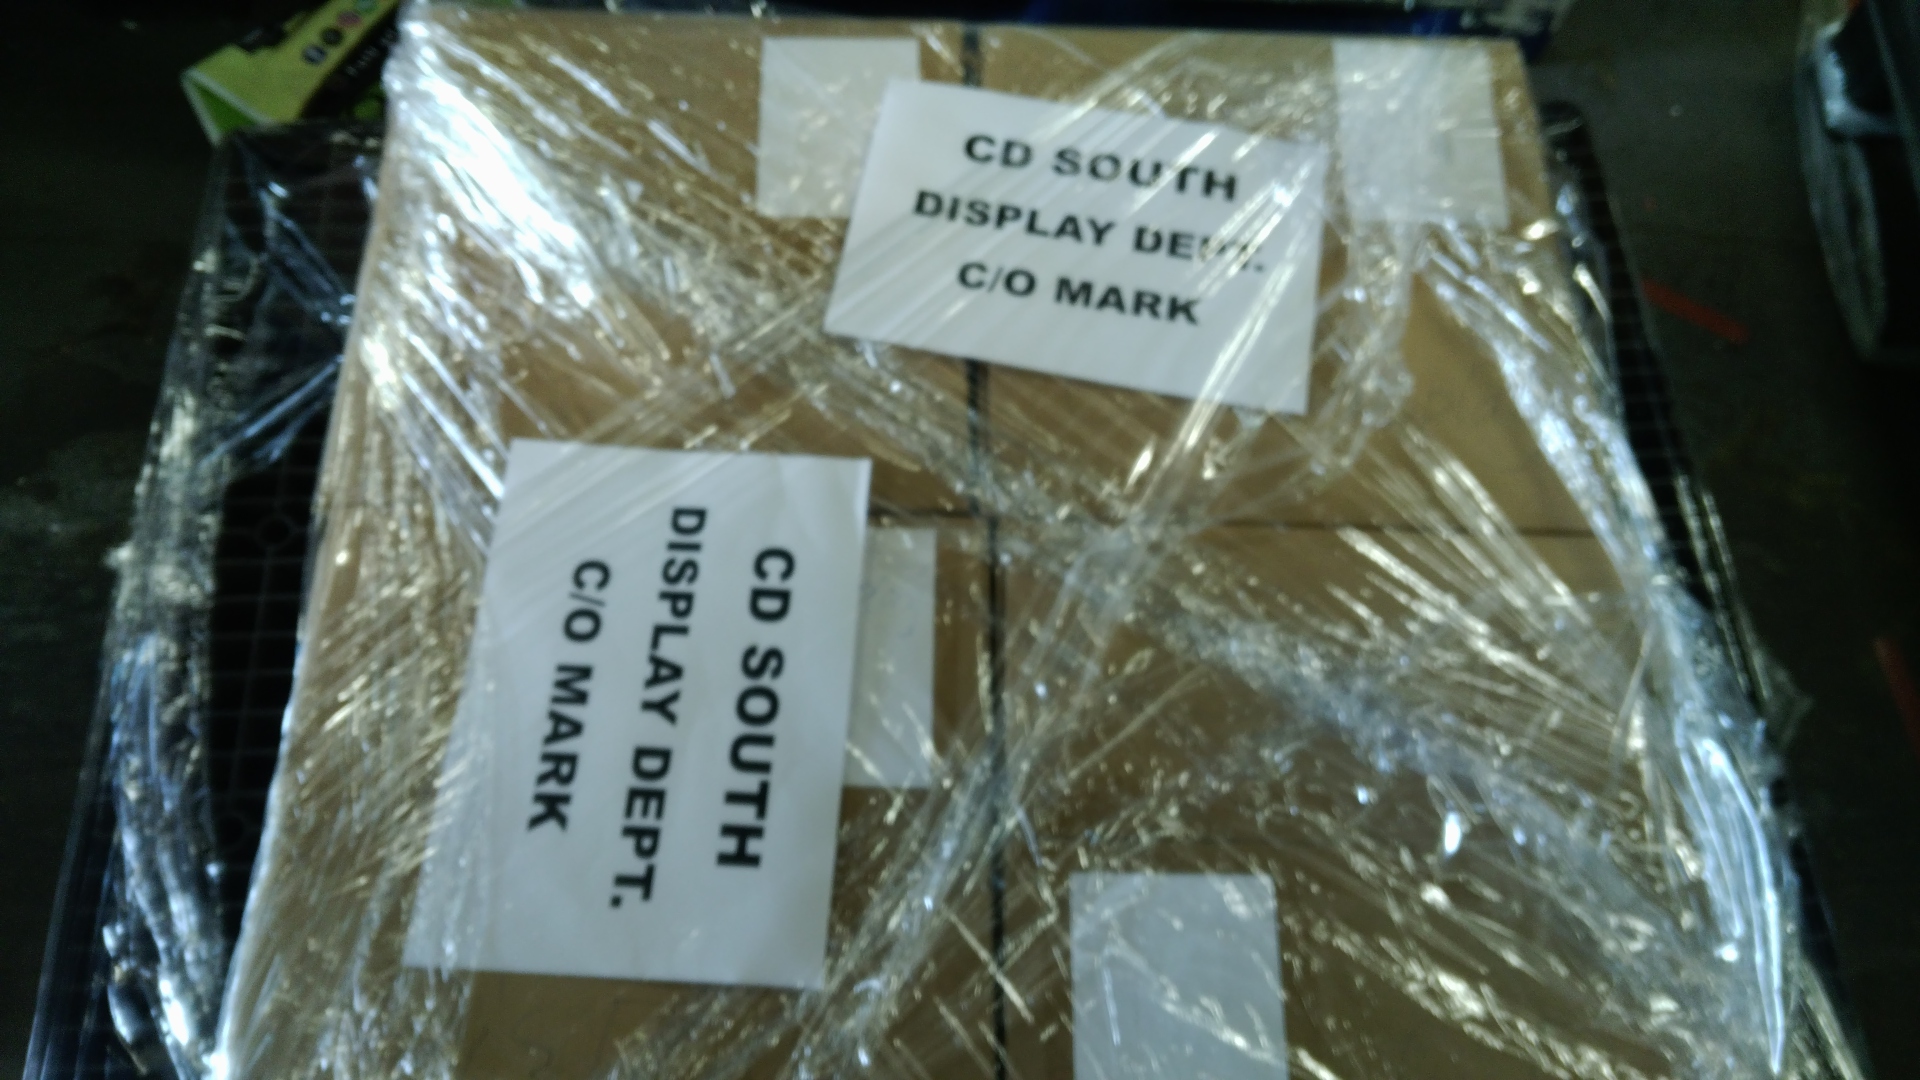 CD SOUTH
DISPLAY DEPT.
C/O MARK
CD SOUTH
DISPLAY DEPT.
C/O MARK